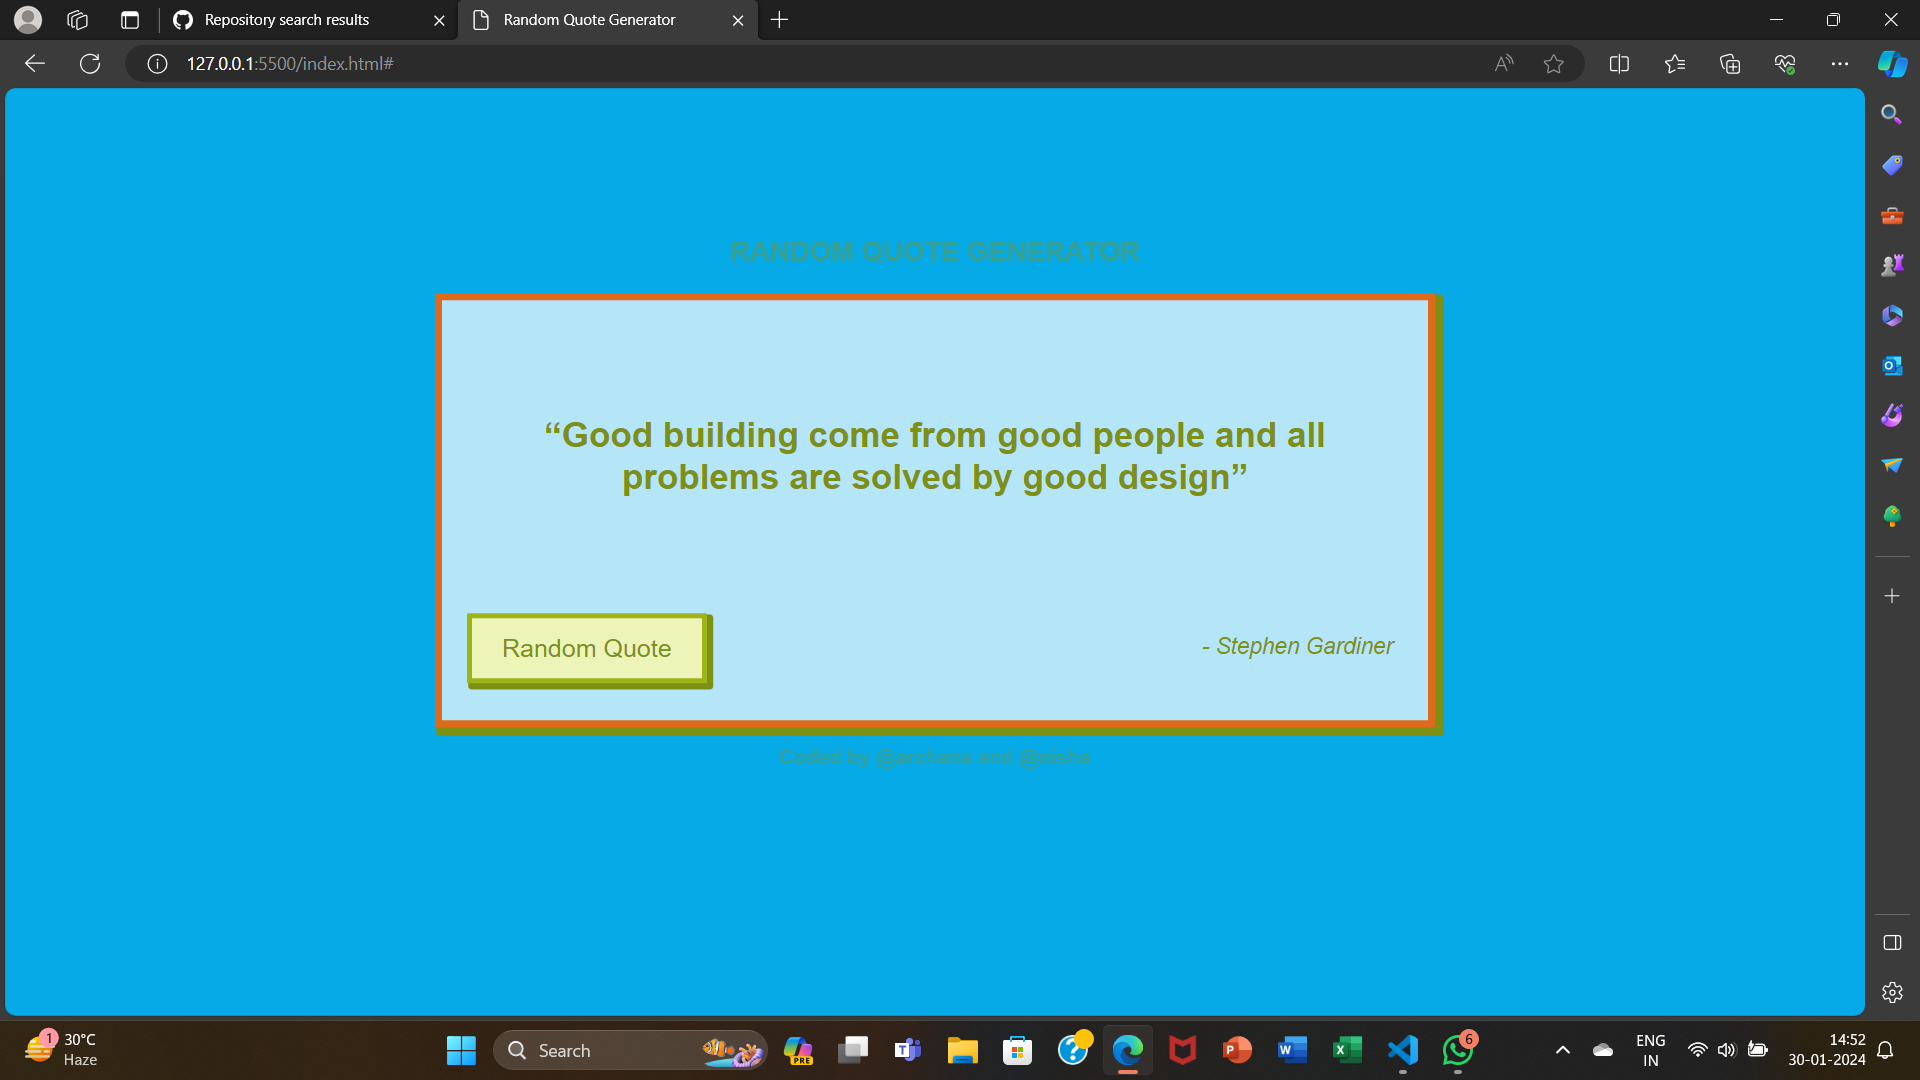 Repository search results
Random Quote Generator
127.0.0.1:5500/index.html#
RANDOM QUOTE GENERATOR
“Good building come from good people and all
problems are solved by good design”
Random Quote
- Stephen Gardiner
Coded by @archana and @nisha
1
30°C
Haze
Search
PRE
6
ENG
IN
14:52
30-01-2024